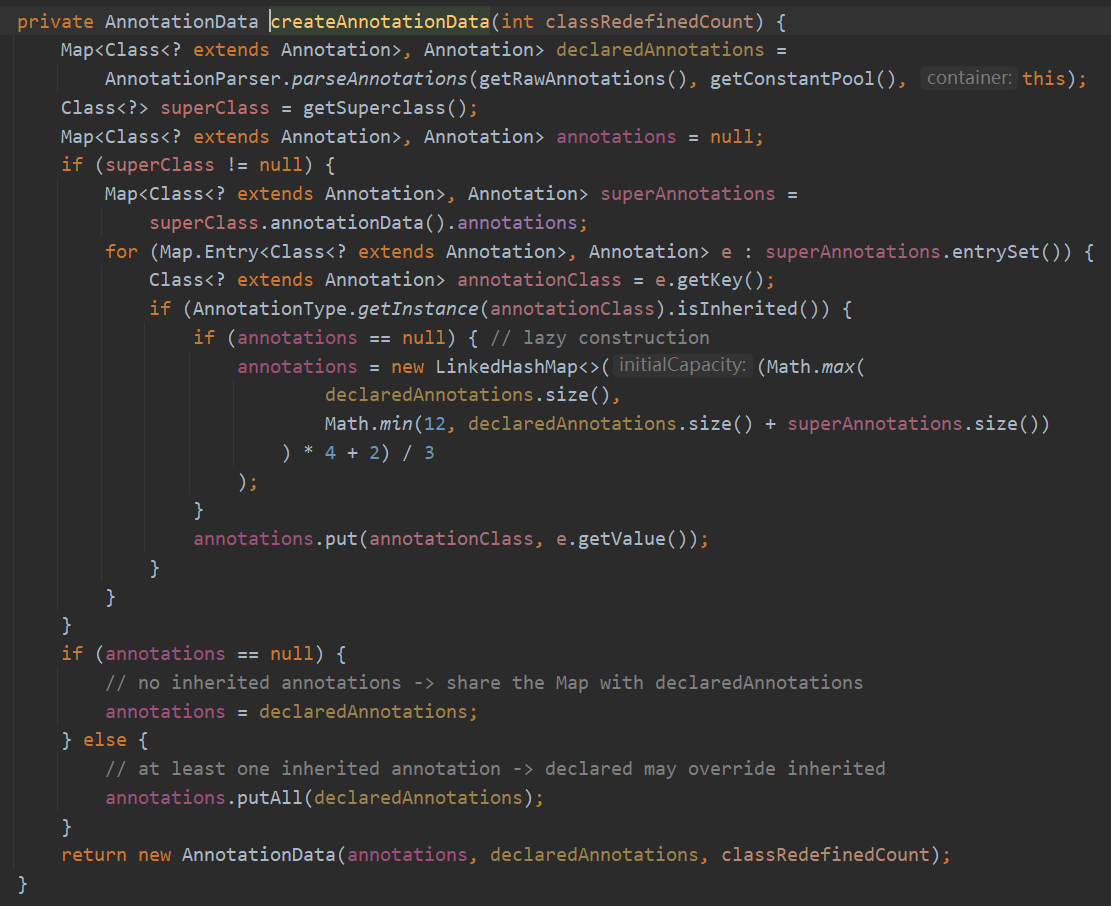 private AnnotationData createAnnotationData(int classRedefinedCount) {
    Map<Class<? extends Annotation>, Annotation> declaredAnnotations =
        AnnotationParser.parseAnnotations(getRawAnnotations(), getConstantPool(), container: this);
    Class<?> superClass = getSuperclass();
    Map<Class<? extends Annotation>, Annotation> annotations = null;
    if (superClass != null) {
        Map<Class<? extends Annotation>, Annotation> superAnnotations =
            superClass.annotationData().annotations;
        for (Map.Entry<Class<? extends Annotation>, Annotation> e : superAnnotations.entrySet()) {
            Class<? extends Annotation> annotationClass = e.getKey();
            if (AnnotationType.getInstance(annotationClass).isInherited()) {
                if (annotations == null) { // lazy construction
                    annotations = new LinkedHashMap<>( initialCapacity: (Math.max(
                            declaredAnnotations.size(),
                            Math.min(12, declaredAnnotations.size() + superAnnotations.size())
                        ) * 4 + 2) / 3
                    );
                }
                annotations.put(annotationClass, e.getValue());
            }
        }
    }
    if (annotations == null) {
        // no inherited annotations -> share the Map with declaredAnnotations
        annotations = declaredAnnotations;
    } else {
        // at least one inherited annotation -> declared may override inherited
        annotations.putAll(declaredAnnotations);
    }
    return new AnnotationData(annotations, declaredAnnotations, classRedefinedCount);
}